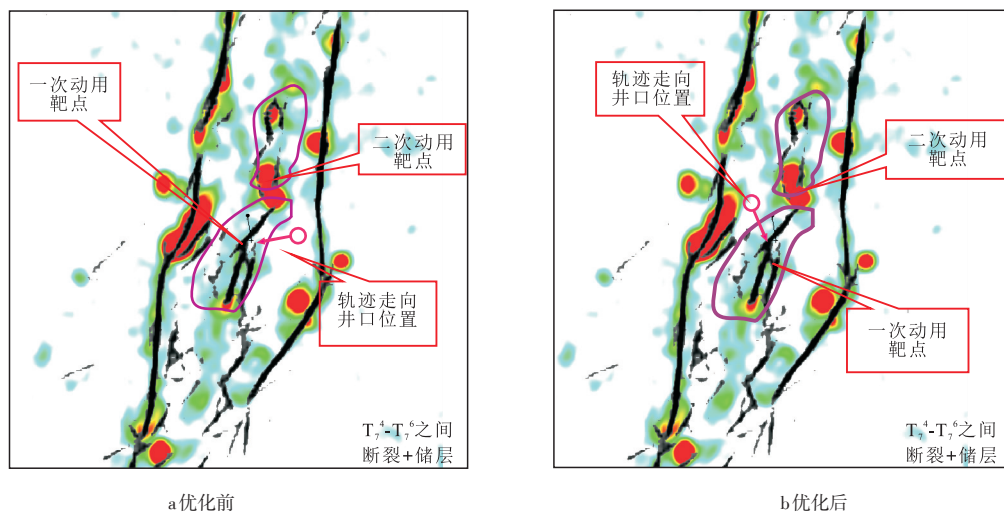 一次动用
靶点
二次动用
靶点
轨迹走向
井口位置
T₇⁴-T₇⁶之间
断裂+储层
a优化前
轨迹走向
井口位置
二次动用
靶点
一次动用
靶点
T₇⁴-T₇⁶之间
断裂+储层
b优化后